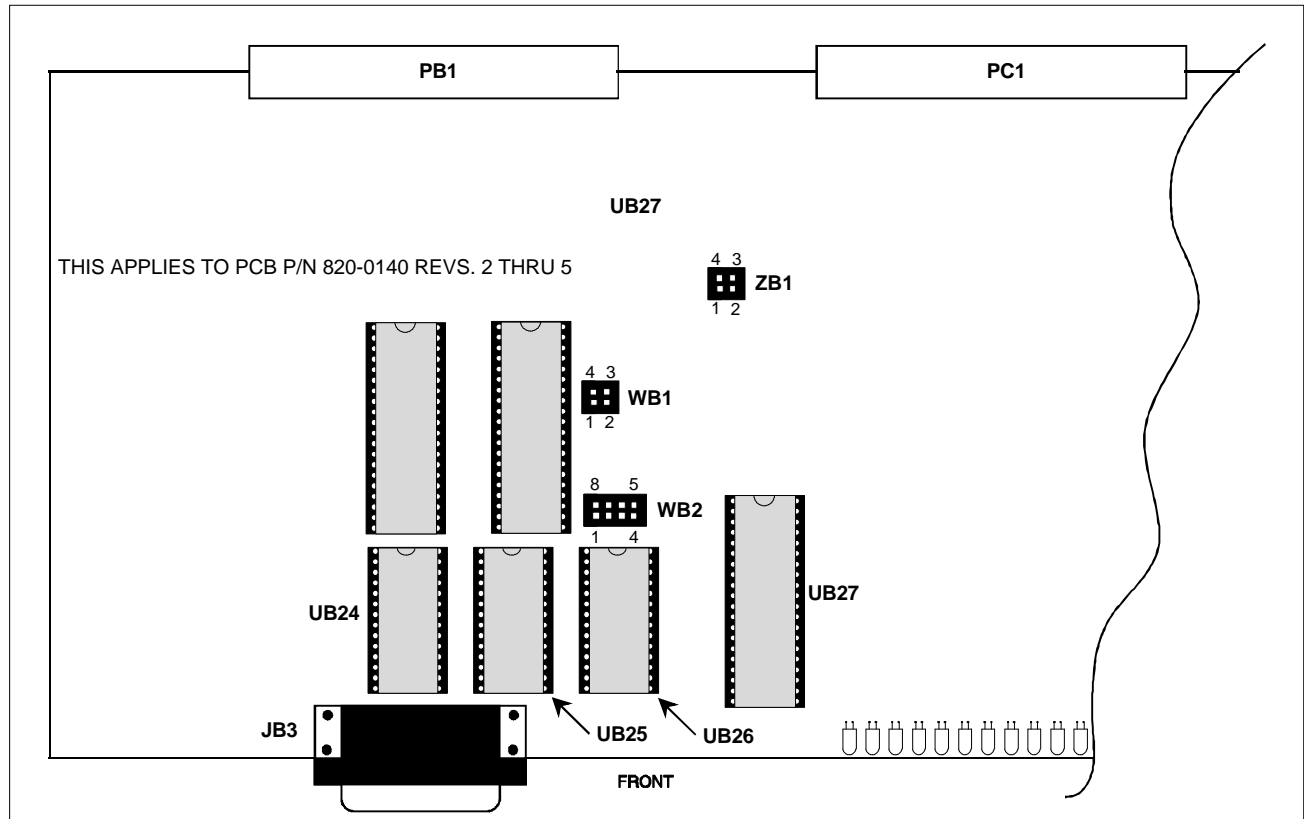 PB1
PC1
UB27
THIS APPLIES TO PCB P/N 820-0140 REVS. 2 THRU 5
4 3
ZB1
1 2
4 3
WB1
1 2
8 5
WB2
1 4
UB24
UB27
JB3
UB25
UB26
FRONT